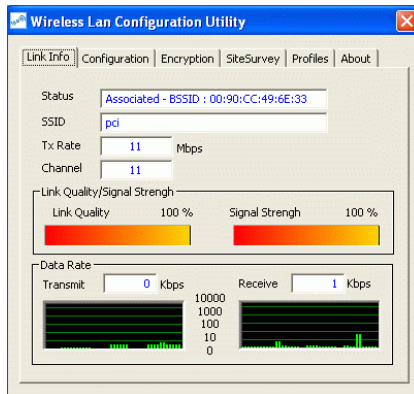 Wireless Lan Configuration Utility
Link Info Configuration Encryption SiteSurvey Profiles About
Status Associated - BSSID : 00:90:CC:49:6E:33
SSID pci
Tx Rate 11 Mbps
Channel 11
Link Quality/Signal Strengh
Link Quality 100 % Signal Strengh 100 %
Data Rate
Transmit 0 Kbps Receive 1 Kbps
10000
1000
100
10
0